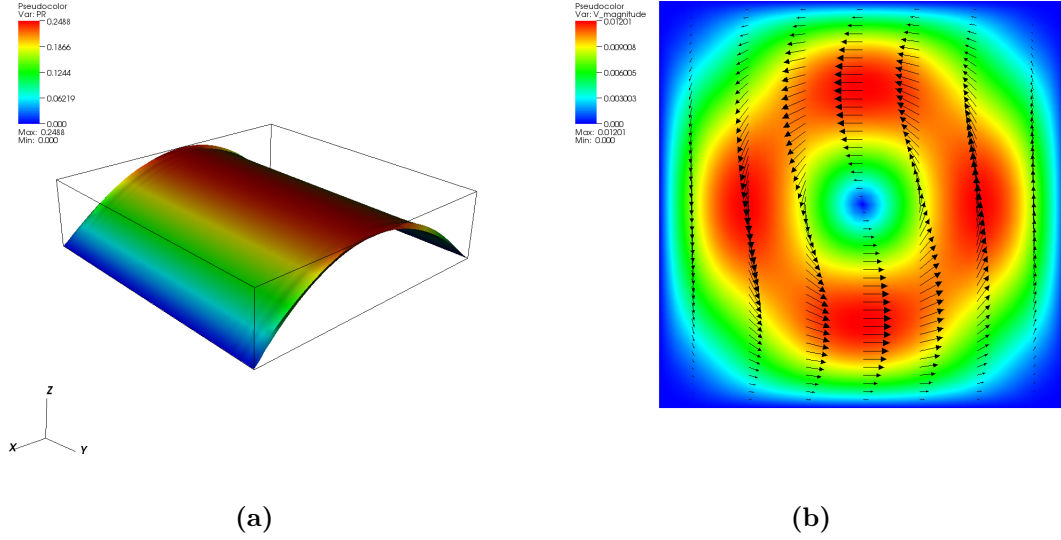 Pseudocolor
Var: PR
0.2488
0.1866
0.1244
0.06219
0.000
Max: 0.2488
Min: 0.000
Z
X
Y
(a)
Pseudocolor
Var: V_magnitude
0.01201
0.009008
0.006005
0.003003
0.000
Max: 0.01201
Min: 0.000
(b)